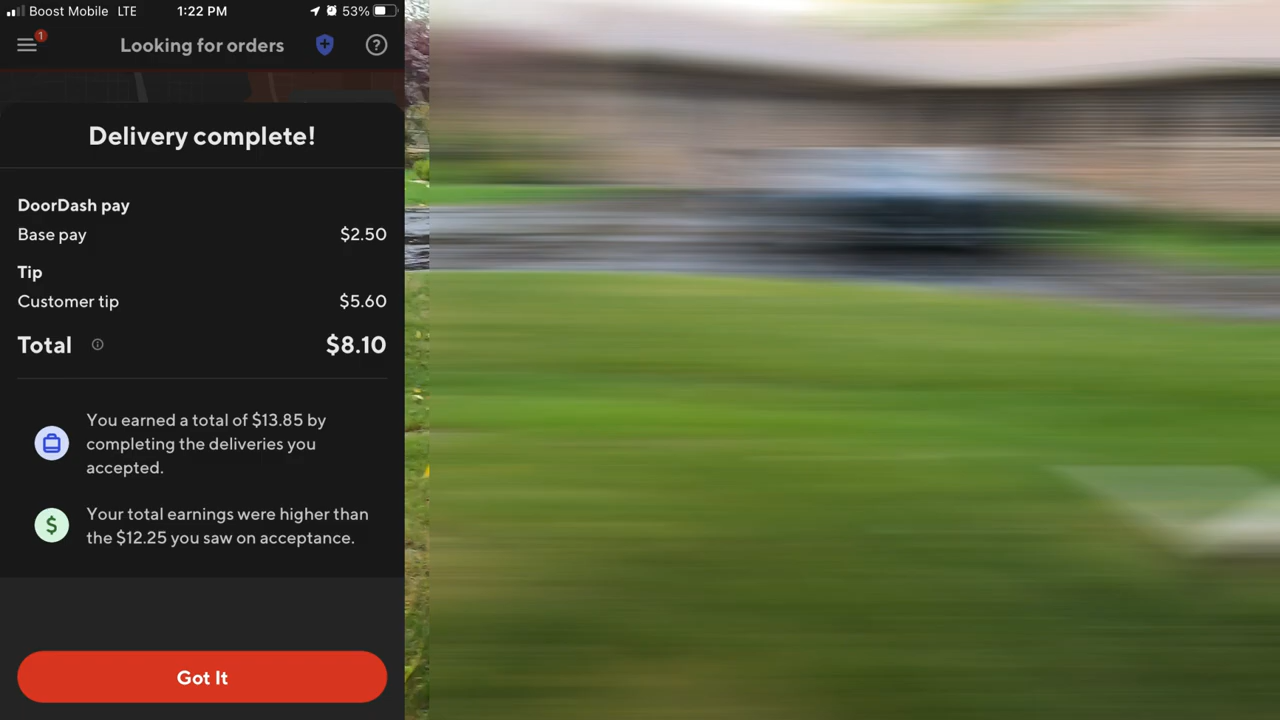 Boost Mobile LTE 1:22 PM 53%
1
Looking for orders
?
Delivery complete!
DoorDash pay
Base pay $2.50
Tip
Customer tip $5.60
Total $8.10
You earned a total of $13.85 by
completing the deliveries you
accepted.
$
Your total earnings were higher than
the $12.25 you saw on acceptance.
Got It